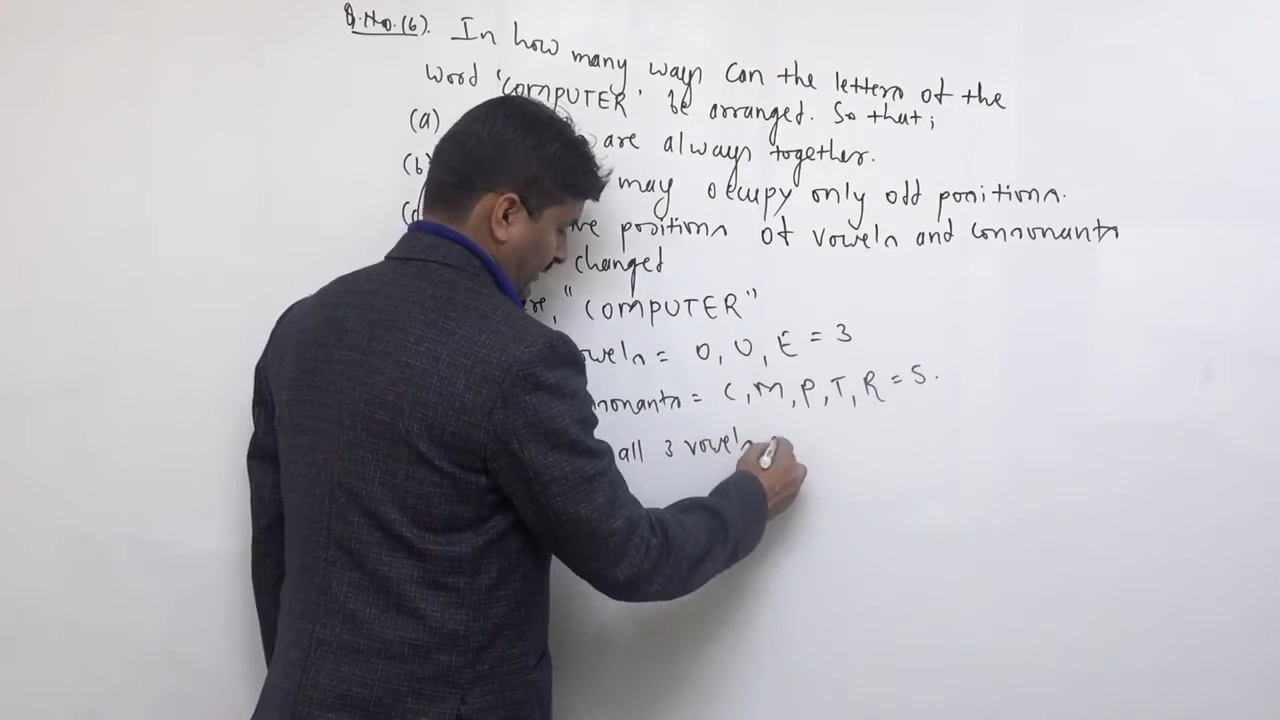 Q.No.(6). In how many ways can the letters of the
word 'COMPUTER' be arranged. So that;
(a) are always together.
(b) may occupy only odd positions.
positions of vowels and consonants
changed
"COMPUTER"
= O, U, E = 3
= C, M, P, T, R = 5.
all 3 vowels